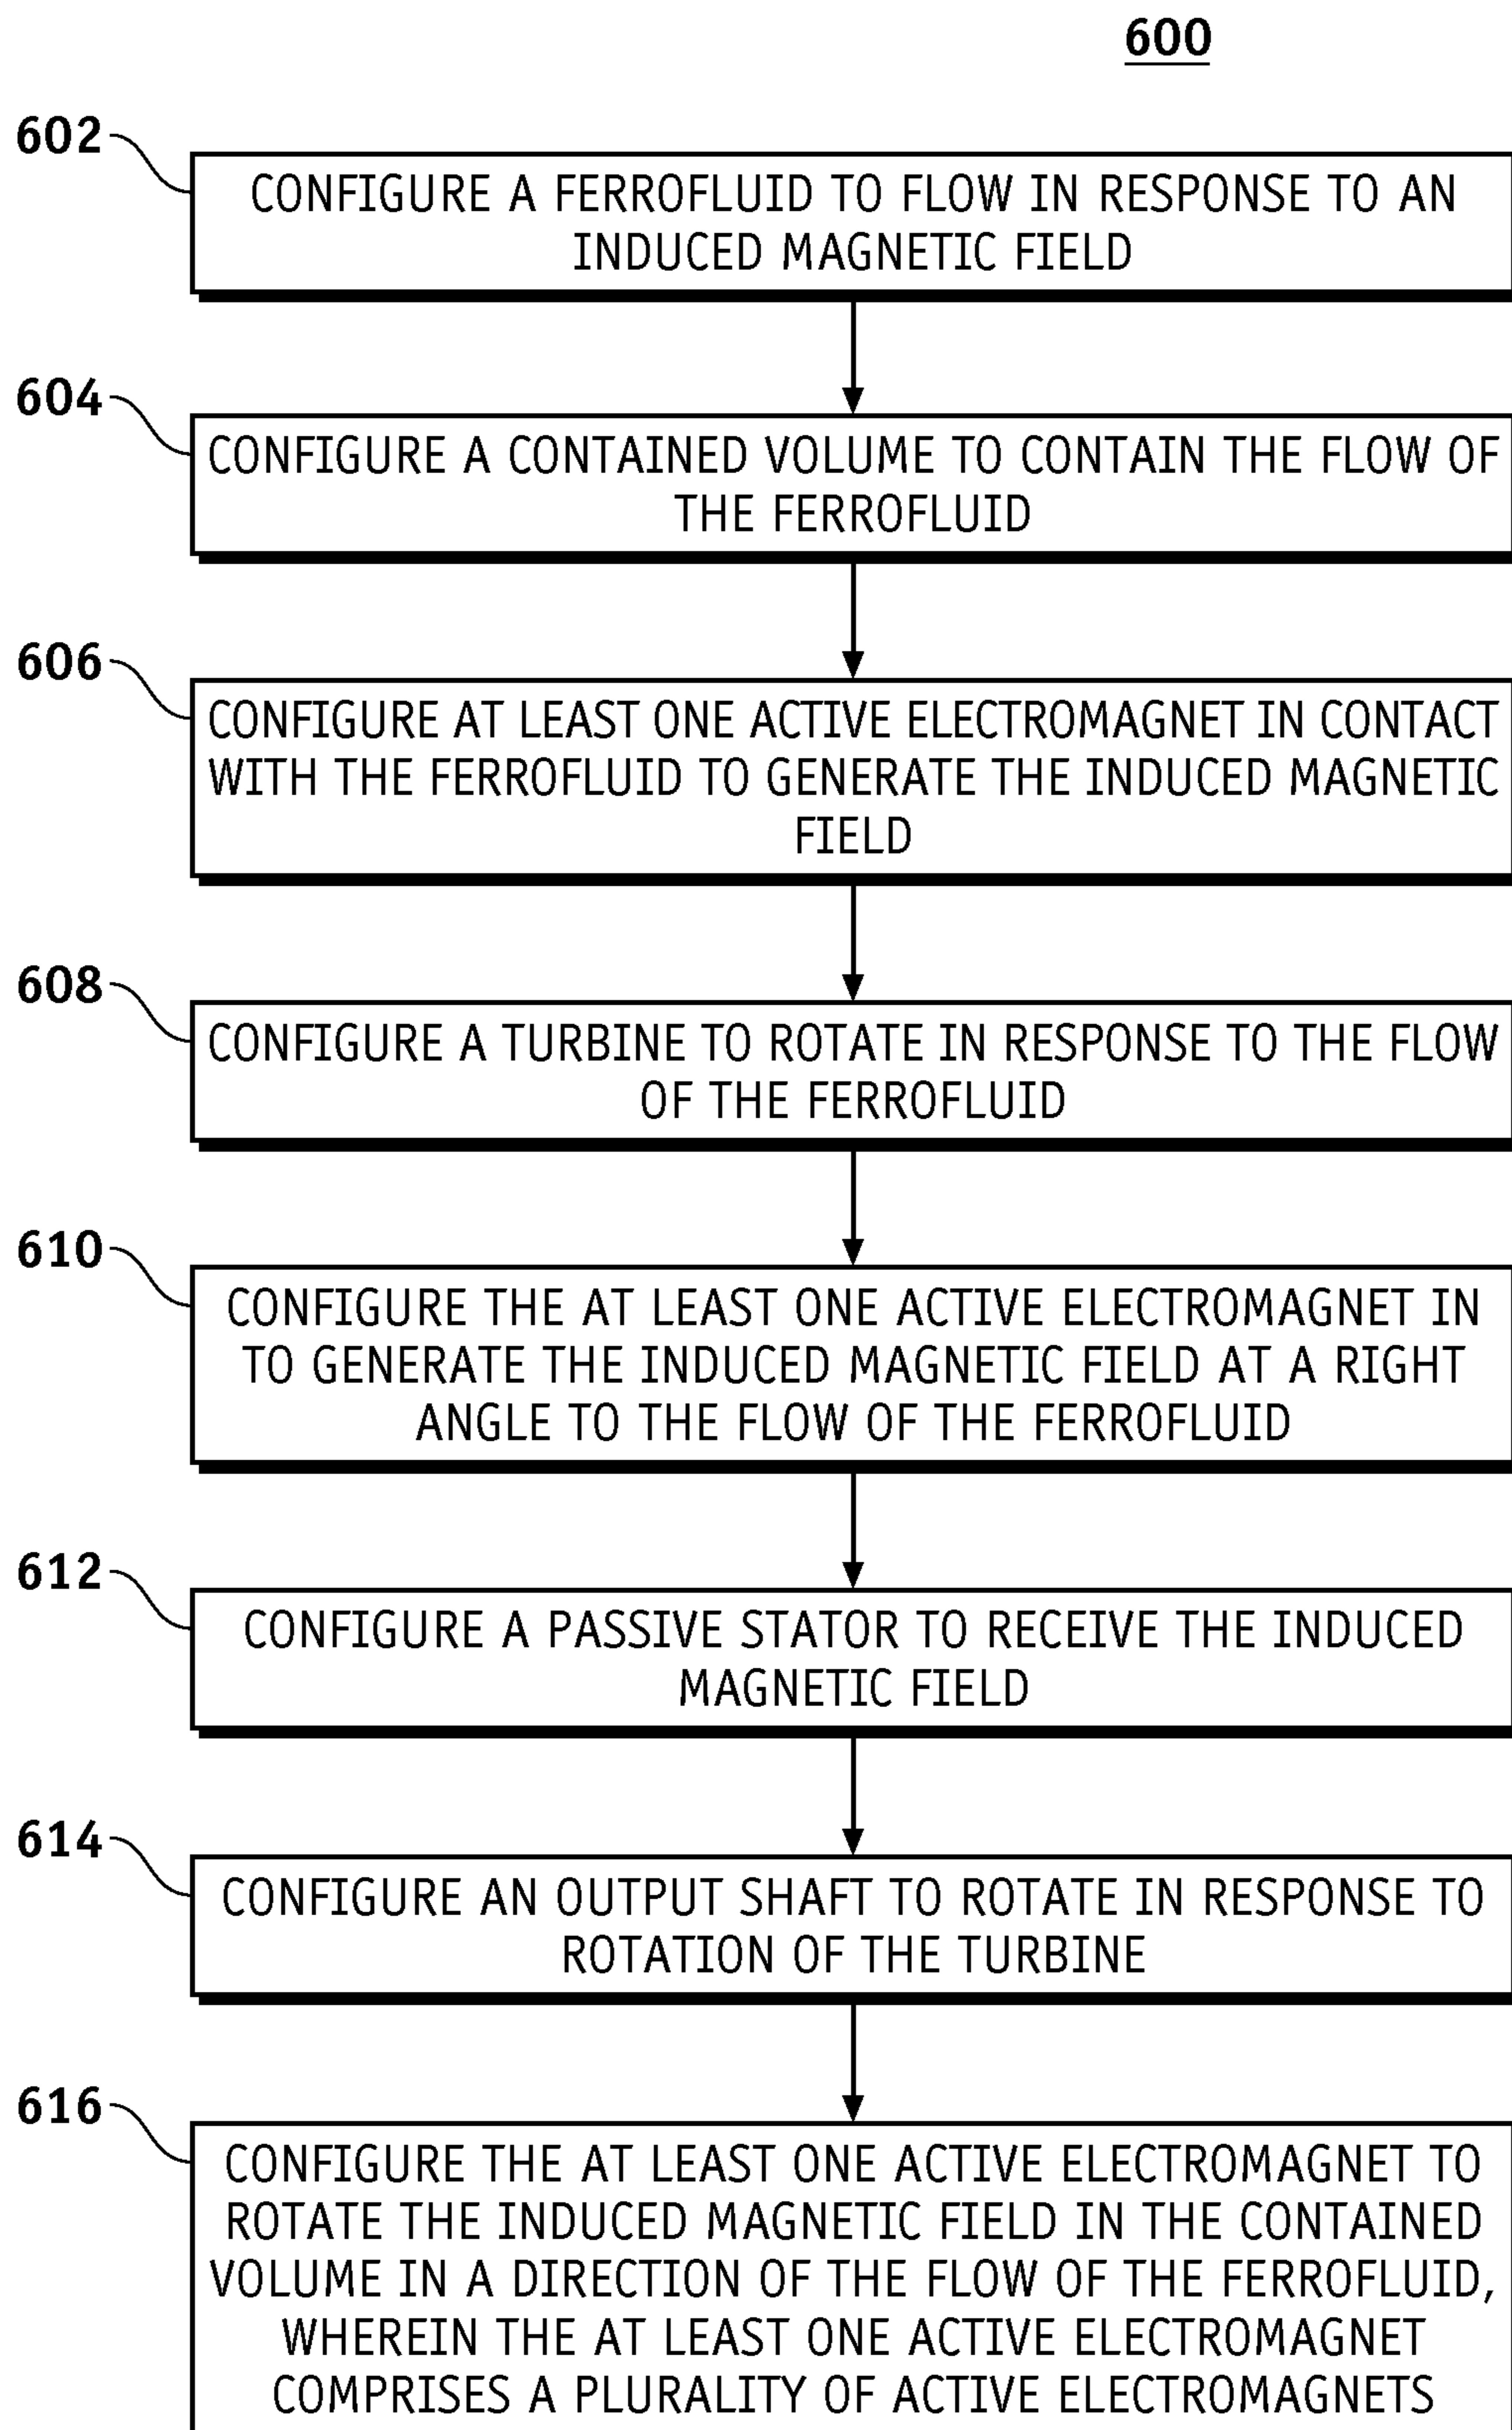 600
602
CONFIGURE A FERROFLUID TO FLOW IN RESPONSE TO AN
INDUCED MAGNETIC FIELD
604
CONFIGURE A CONTAINED VOLUME TO CONTAIN THE FLOW OF
THE FERROFLUID
606
CONFIGURE AT LEAST ONE ACTIVE ELECTROMAGNET IN CONTACT
WITH THE FERROFLUID TO GENERATE THE INDUCED MAGNETIC
FIELD
608
CONFIGURE A TURBINE TO ROTATE IN RESPONSE TO THE FLOW
OF THE FERROFLUID
610
CONFIGURE THE AT LEAST ONE ACTIVE ELECTROMAGNET IN
TO GENERATE THE INDUCED MAGNETIC FIELD AT A RIGHT
ANGLE TO THE FLOW OF THE FERROFLUID
612
CONFIGURE A PASSIVE STATOR TO RECEIVE THE INDUCED
MAGNETIC FIELD
614
CONFIGURE AN OUTPUT SHAFT TO ROTATE IN RESPONSE TO
ROTATION OF THE TURBINE
616
CONFIGURE THE AT LEAST ONE ACTIVE ELECTROMAGNET TO
ROTATE THE INDUCED MAGNETIC FIELD IN THE CONTAINED
VOLUME IN A DIRECTION OF THE FLOW OF THE FERROFLUID,
WHEREIN THE AT LEAST ONE ACTIVE ELECTROMAGNET
COMPRISES A PLURALITY OF ACTIVE ELECTROMAGNETS